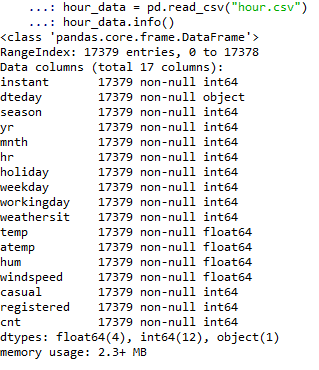 ...: hour_data = pd.read_csv("hour.csv")
...: hour_data.info()
<class 'pandas.core.frame.DataFrame'>
RangeIndex: 17379 entries, 0 to 17378
Data columns (total 17 columns):
instant       17379 non-null int64
dteday        17379 non-null object
season        17379 non-null int64
yr            17379 non-null int64
mnth          17379 non-null int64
hr            17379 non-null int64
holiday       17379 non-null int64
weekday       17379 non-null int64
workingday    17379 non-null int64
weathersit    17379 non-null int64
temp          17379 non-null float64
atemp         17379 non-null float64
hum           17379 non-null float64
windspeed     17379 non-null float64
casual        17379 non-null int64
registered    17379 non-null int64
cnt           17379 non-null int64
dtypes: float64(4), int64(12), object(1)
memory usage: 2.3+ MB